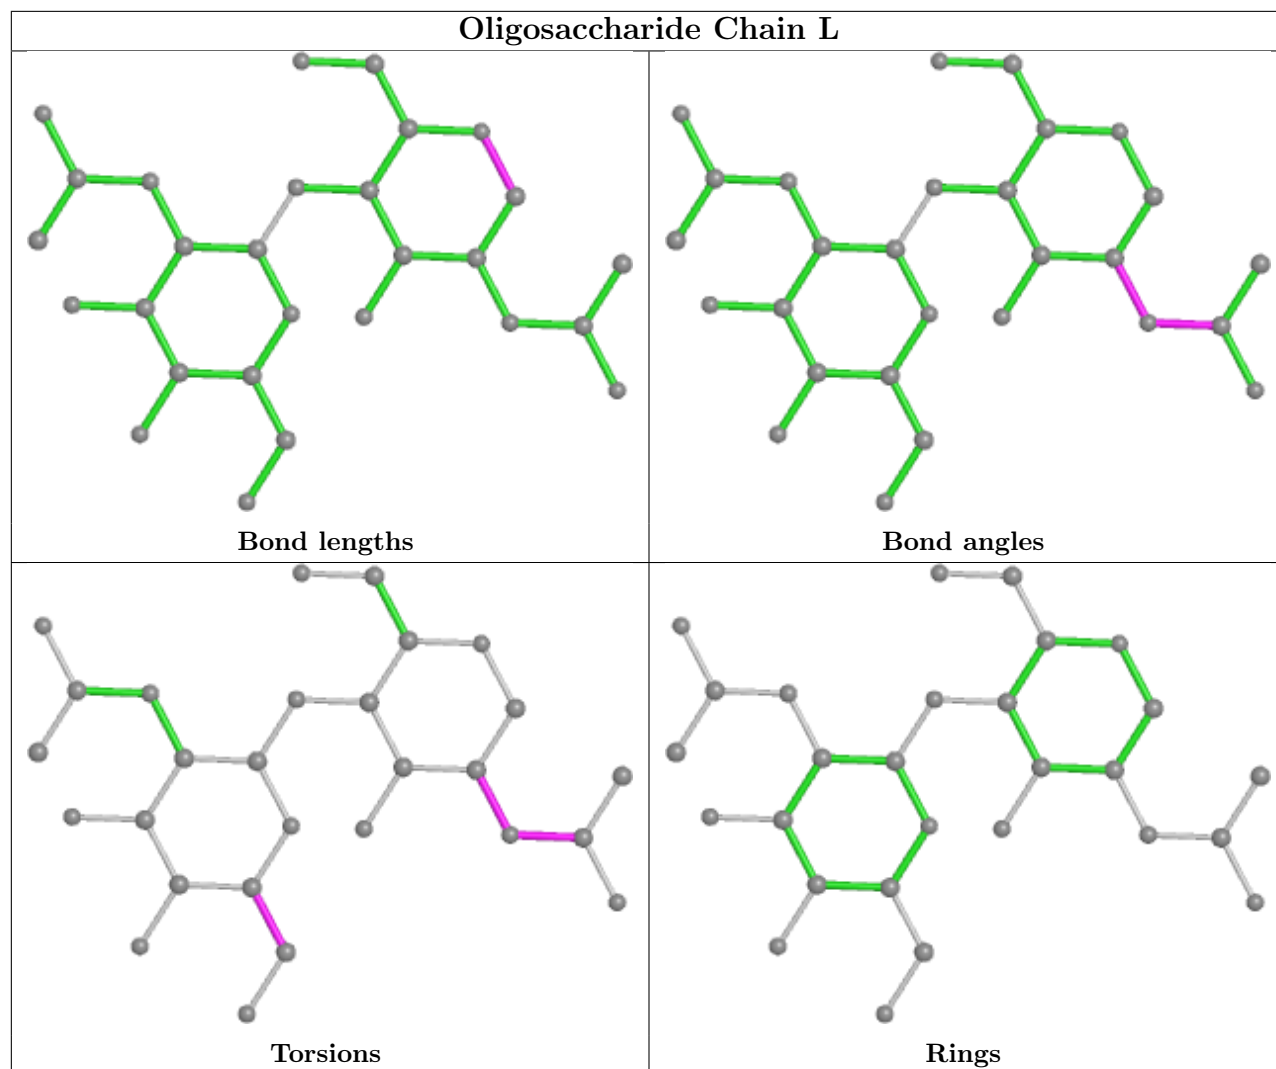 Oligosaccharide Chain L
Bond lengths
Bond angles
Torsions
Rings